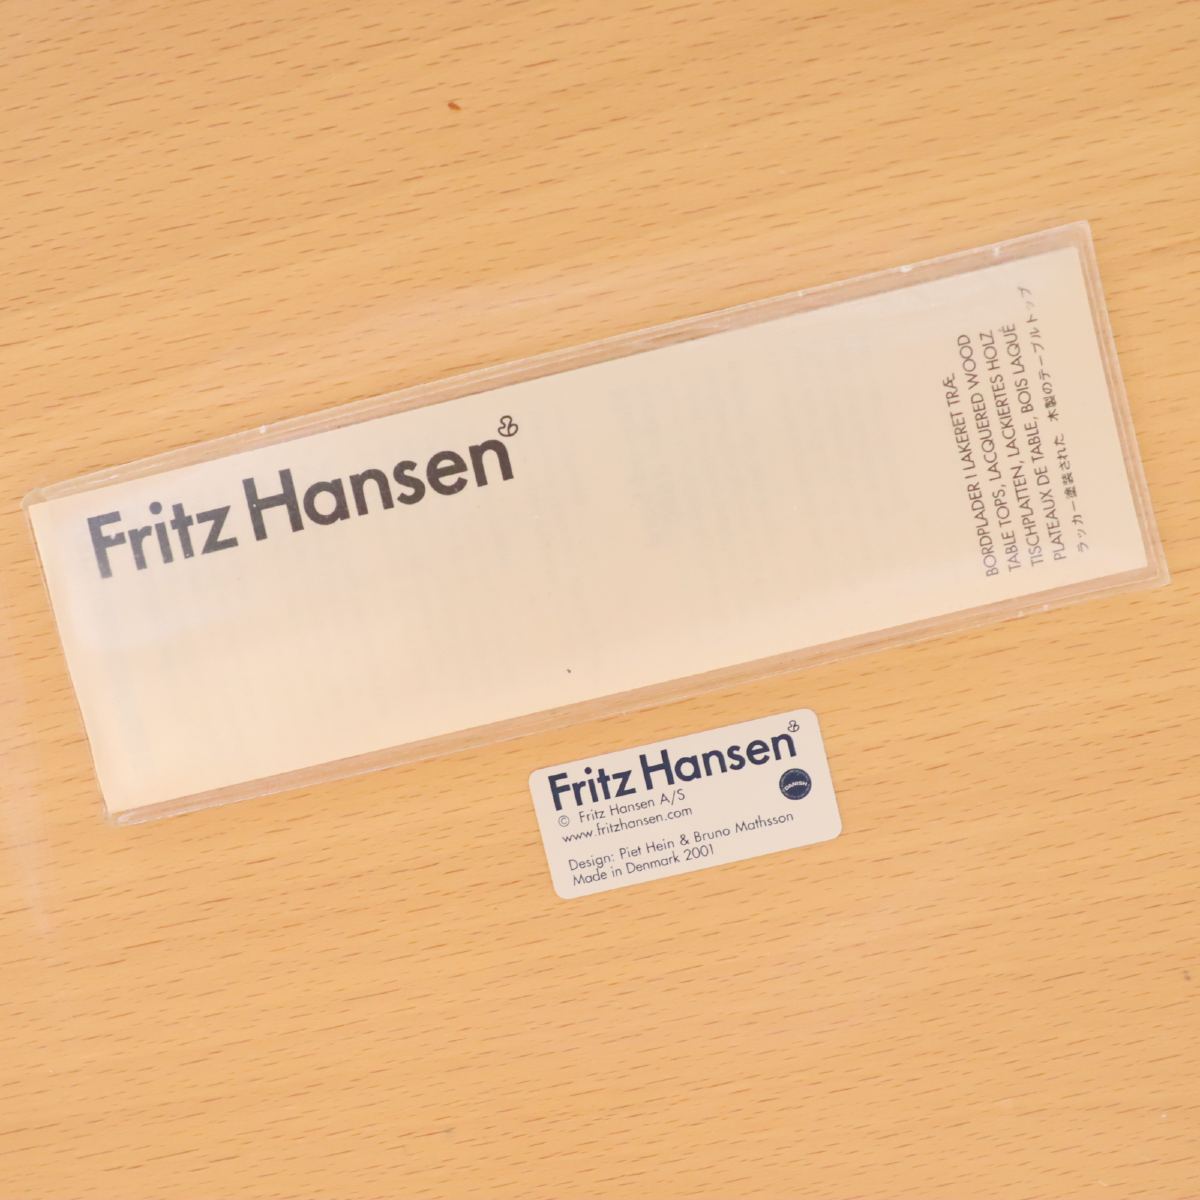 Fritz Hansen
BORDPLADER I LAKERET TRÆ
TABLE TOPS, LACQUERED WOOD
TISCHPLATTEN, LACKIERTES HOLZ
PLATEAUX DE TABLE, BOIS LAQUÉ
ラッカー塗装された 木製のテーブルトップ
Fritz Hansen
© Fritz Hansen A/S
www.fritzhansen.com
DANISH
Design: Piet Hein & Bruno Mathsson
Made in Denmark 2001